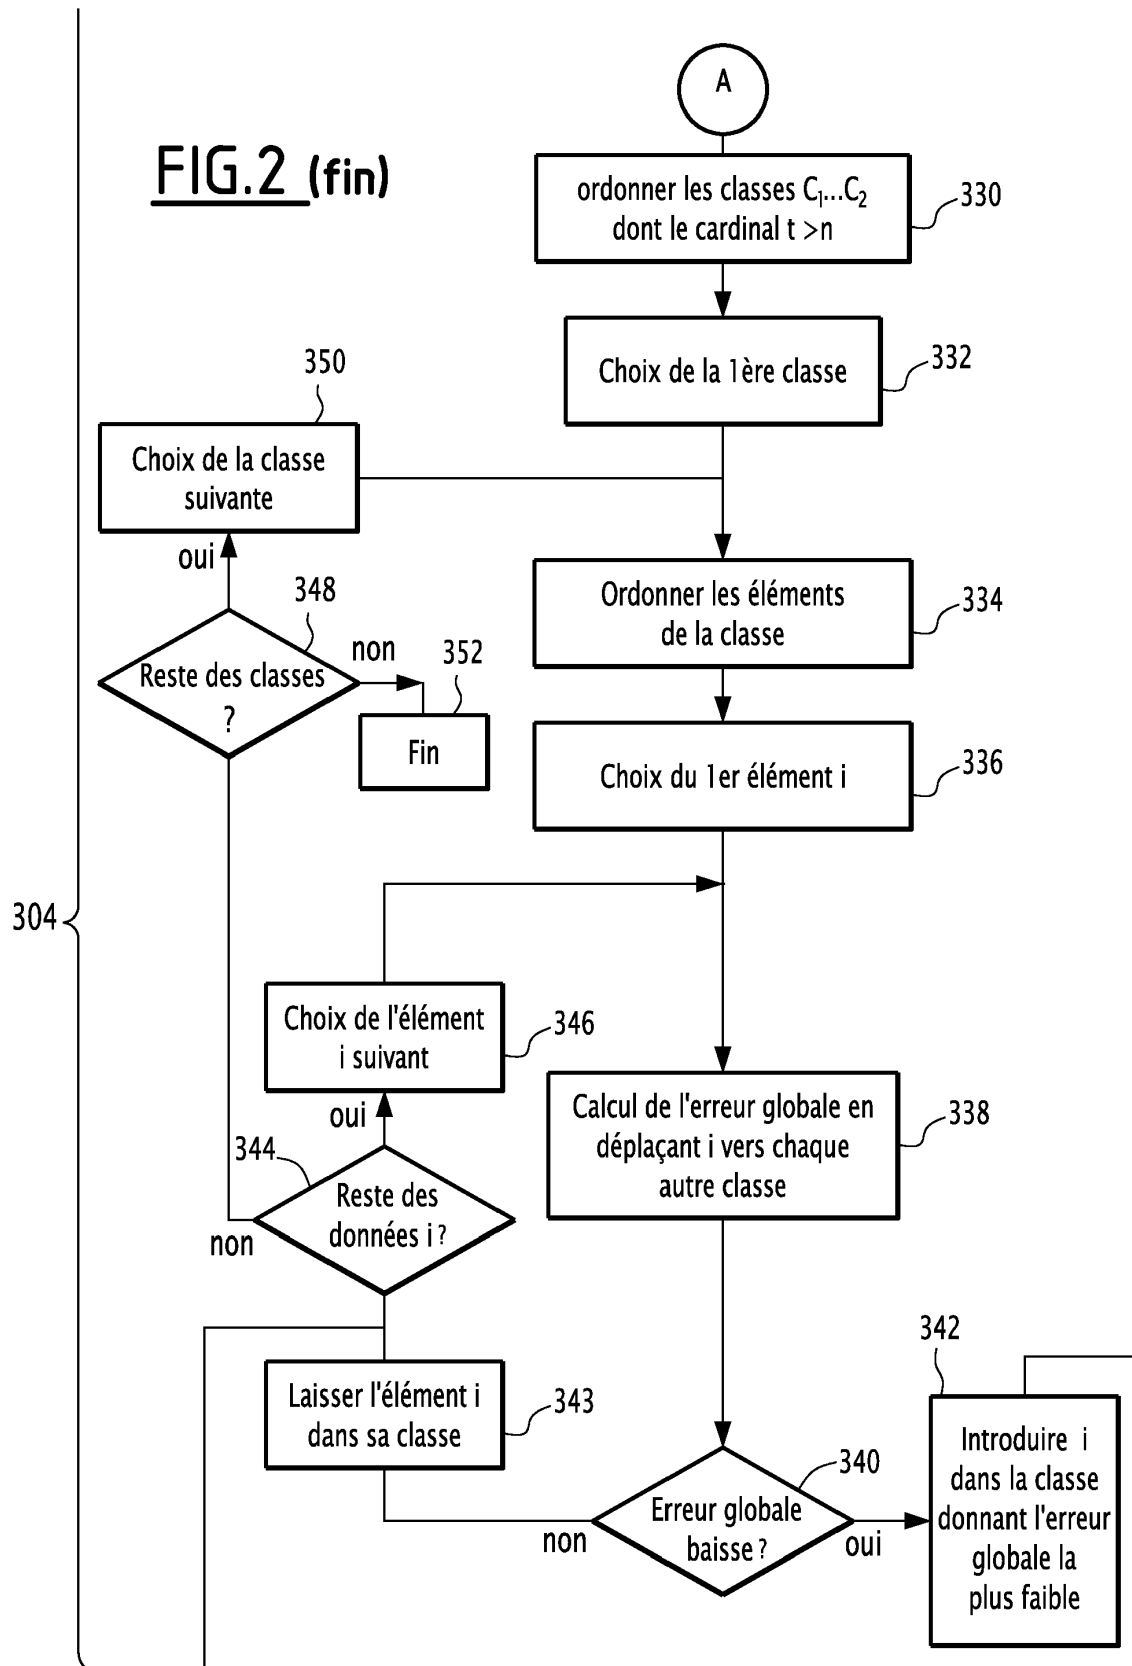 A
FIG.2 (fin)
ordonner les classes C₁...C₂
dont le cardinal t >n
330
Choix de la 1ère classe
332
350
Choix de la classe
suivante
oui
348
Reste des classes
?
non
352
Fin
Ordonner les éléments
de la classe
334
Choix du 1er élément i
336
304
Choix de l'élément
i suivant
346
oui
344
Reste des
données i ?
non
Calcul de l'erreur globale en
déplaçant i vers chaque
autre classe
338
Laisser l'élément i
dans sa classe
343
340
Erreur globale
baisse ?
non
oui
342
Introduire i
dans la classe
donnant l'erreur
globale la
plus faible